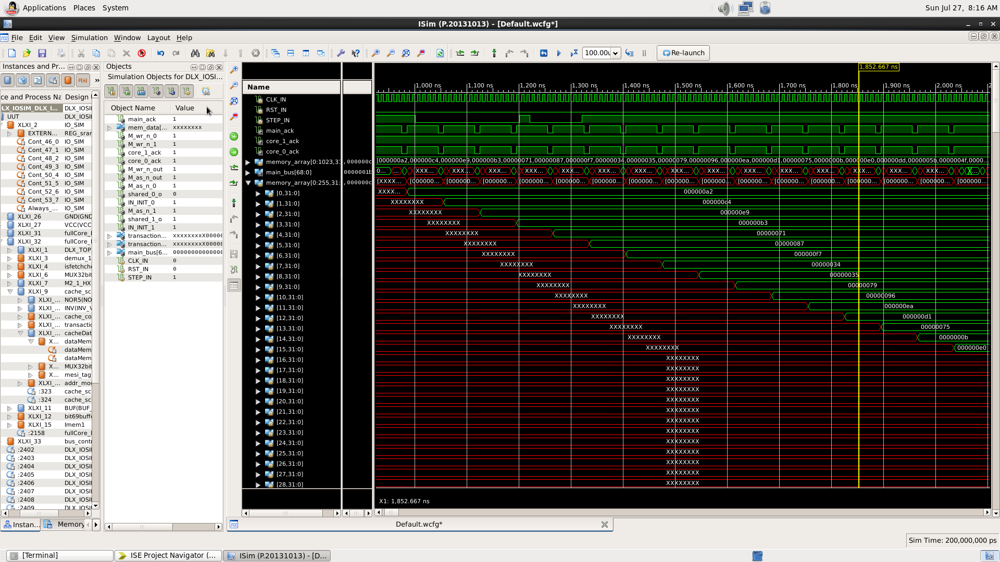 Applications Places System
Sun Jul 27, 8:16 AM
ISim (P.20131013) - [Default.wcfg*]
File Edit View Simulation Window Layout Help
100.00u
Re-launch
Instances and Pr...
ce and Process Na Design
LX_IOSIM_DLX_I... DLX_IOSI
UUT DLX_IOSI
XLXI_2 IO_SIM
EXTERN... REG_srar
Cont_46_0 IO_SIM
Cont_47_1 IO_SIM
Cont_48_2 IO_SIM
Cont_49_3 IO_SIM
Cont_50_4 IO_SIM
Cont_51_5 IO_SIM
Cont_52_6 IO_SIM
Cont_53_7 IO_SIM
Always_... IO_SIM
XLXI_26 GND(GND
XLXI_27 VCC(VCC
XLXI_31 fullCore_
XLXI_32 fullCore_
XLXI_1 DLX_TOP
XLXI_3 demux_1
XLXI_4 isfetchche
XLXI_6 MUX32bit
XLXI_7 M2_1_HX
XLXI_9 cache_sc
XLXI_... NOR5(NO
XLXI_... INV(INV_V
XLXI_... cache_co
XLXI_... transactic
XLXI_... cacheDat
X... dataMem
dataMem
dataMem
X... MUX32bit
X... mesi_tag
XLXI_... addr_mod
:323 cache_sc
:324 cache_sc
XLXI_11 BUF(BUF_
XLXI_12 bit69buff
XLXI_15 Imem1
:2158 fullCore_
XLXI_33 bus_contr
:2402 DLX_IOSI
:2403 DLX_IOSI
:2404 DLX_IOSI
:2405 DLX_IOSI
:2406 DLX_IOSI
:2407 DLX_IOSI
:2408 DLX_IOSI
:2409 DLX_IOSI
Instan... Memory
Objects
Simulation Objects for DLX_IOSI...
Object Name Value
main_ack 1
mem_data[... xxxxxxxx
M_wr_n_0 1
M_wr_n_1 1
core_1_ack 1
core_0_ack 1
M_wr_n_out 1
M_as_n_out 1
M_as_n_0 1
shared_0_o 0
IN_INIT_0 1
M_as_n_1 1
shared_1_o 1
IN_INIT_1 1
transaction... xxxxxxxxX0000
transaction... xxxxxxxxX0000
main_bus[6... 0000000000000
CLK_IN 0
RST_IN 0
STEP_IN 1
Name
CLK_IN
RST_IN
STEP_IN
main_ack
core_1_ack
core_0_ack
memory_array[0:1023,31 ,000000c
main_bus[68:0] 0000001b
memory_array[0:255,31: ,000000c
[0,31:0]
[1,31:0]
[2,31:0]
[3,31:0]
[4,31:0]
[5,31:0]
[6,31:0]
[7,31:0]
[8,31:0]
[9,31:0]
[10,31:0]
[11,31:0]
[12,31:0]
[13,31:0]
[14,31:0]
[15,31:0]
[16,31:0]
[17,31:0]
[18,31:0]
[19,31:0]
[20,31:0]
[21,31:0]
[22,31:0]
[23,31:0]
[24,31:0]
[25,31:0]
[26,31:0]
[27,31:0]
[28,31:0]
1,852.667 ns
1,000 ns 1,100 ns 1,200 ns 1,300 ns 1,400 ns 1,500 ns 1,600 ns 1,700 ns 1,800 ns 1,900 ns 2,000 ns 2
[000000a2,000000c4,000000e9,000000b3,00000071,00000087,000000f7,00000034,00000035,00000079,00000096,000000ea,000000d1,00000075,0000000b,000000e0,000000dd,0000005b,0000004f,0000...
0... ... XXX... XXX... XXX... XXX... XXX... XXX... XXX... XXX... XXX... XXX... XXX... XXX... XXX... XXX... XXX... X...
[XXXX... [000000... [000000... [000000... [000000... [000000... [000000... [000000... [000000... [000000... [000000... [000000... [000000... [000000... [000000... [000000... [000000...
XXXX... 000000a2
XXXXXXXX 000000c4
XXXXXXXX 000000e9
XXXXXXXX 000000b3
XXXXXXXX 00000071
XXXXXXXX 00000087
XXXXXXXX 000000f7
XXXXXXXX 00000034
XXXXXXXX 00000035
XXXXXXXX 00000079
XXXXXXXX 00000096
XXXXXXXX 000000ea
XXXXXXXX 000000d1
XXXXXXXX 00000075
XXXXXXXX 0000000b
XXXXXXXX 000000e0
XXXXXXXX
XXXXXXXX
XXXXXXXX
XXXXXXXX
XXXXXXXX
XXXXXXXX
XXXXXXXX
XXXXXXXX
XXXXXXXX
XXXXXXXX
XXXXXXXX
XXXXXXXX
XXXXXXXX
X1: 1,852.667 ns
Default.wcfg*
Sim Time: 200,000,000 ps
[Terminal] ISE Project Navigator (... ISim (P.20131013) - [D...